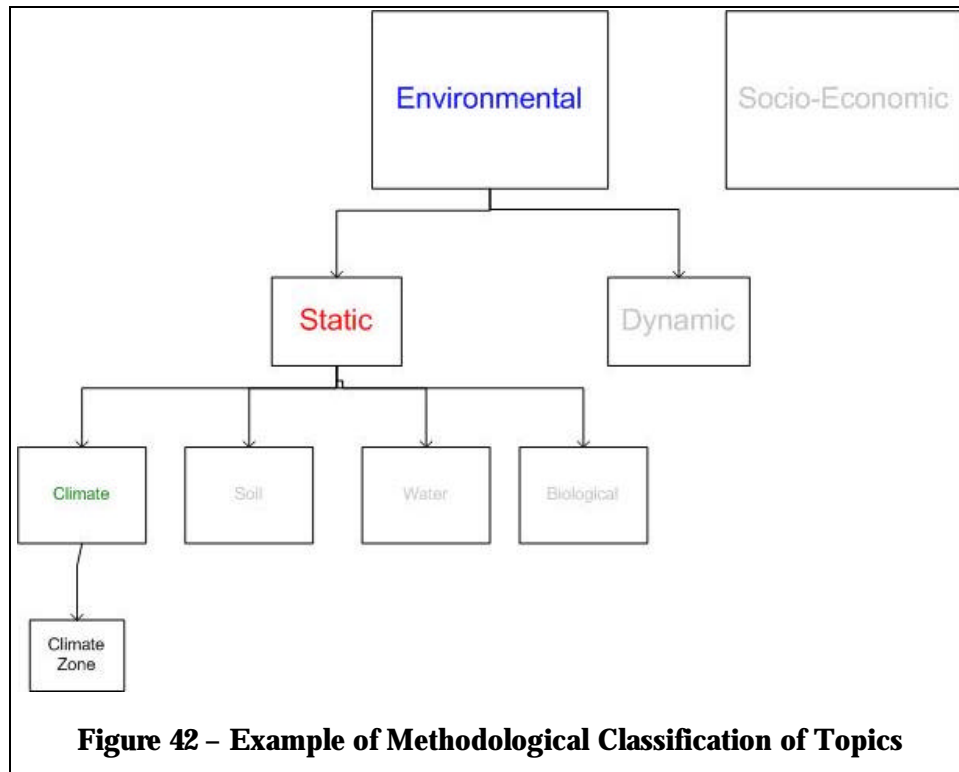 Environmental
Socio-Economic
Static
Dynamic
Climate
Soil
Water
Biological
Climate
Zone
Figure 42 – Example of Methodological Classification of Topics